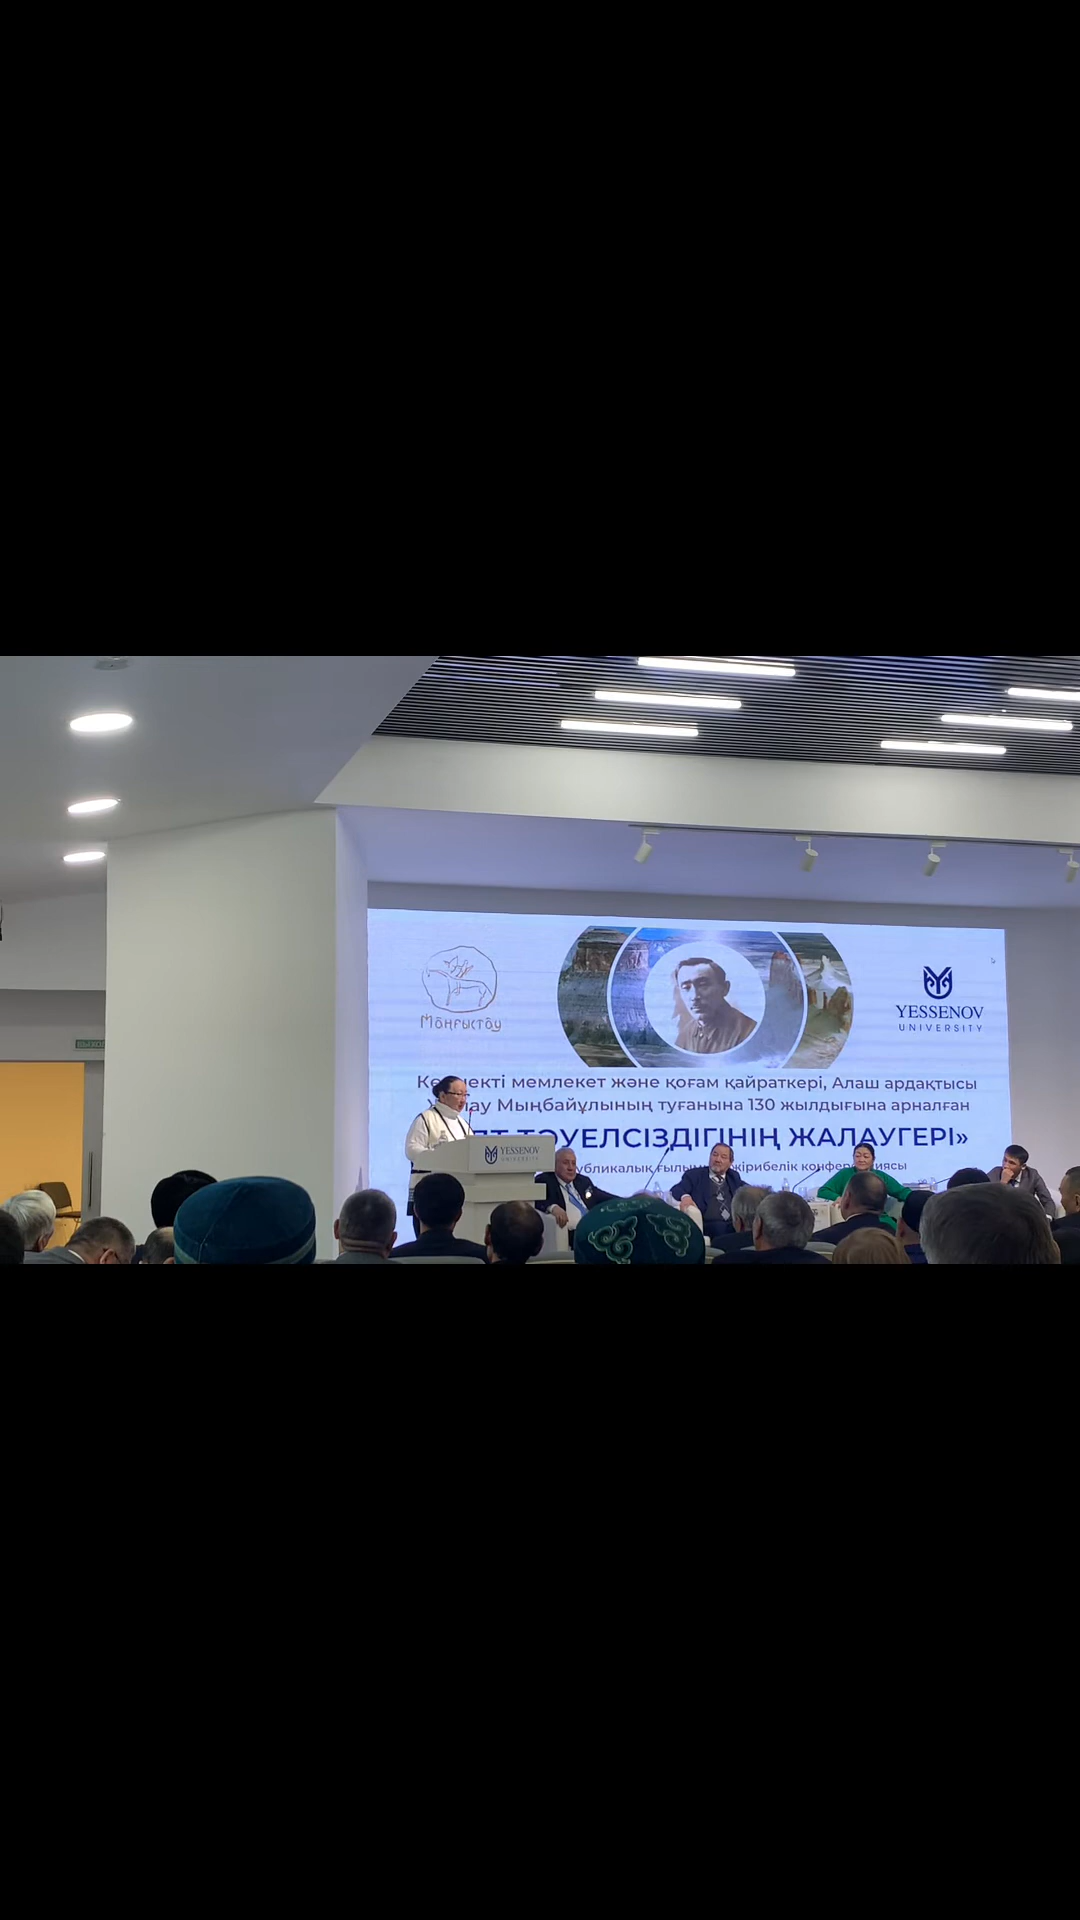 Маңғыстау
YESSENOV
UNIVERSITY
мемлекет және қоғам қайраткері, Алаш ардақтысы
Мыңбайұлының туғанына 130 жылдығына арналған
ТӘУЕЛСІЗДІГІНІҢ ЖАЛАУГЕРІ»
YESSENOV
UNIVERSITY